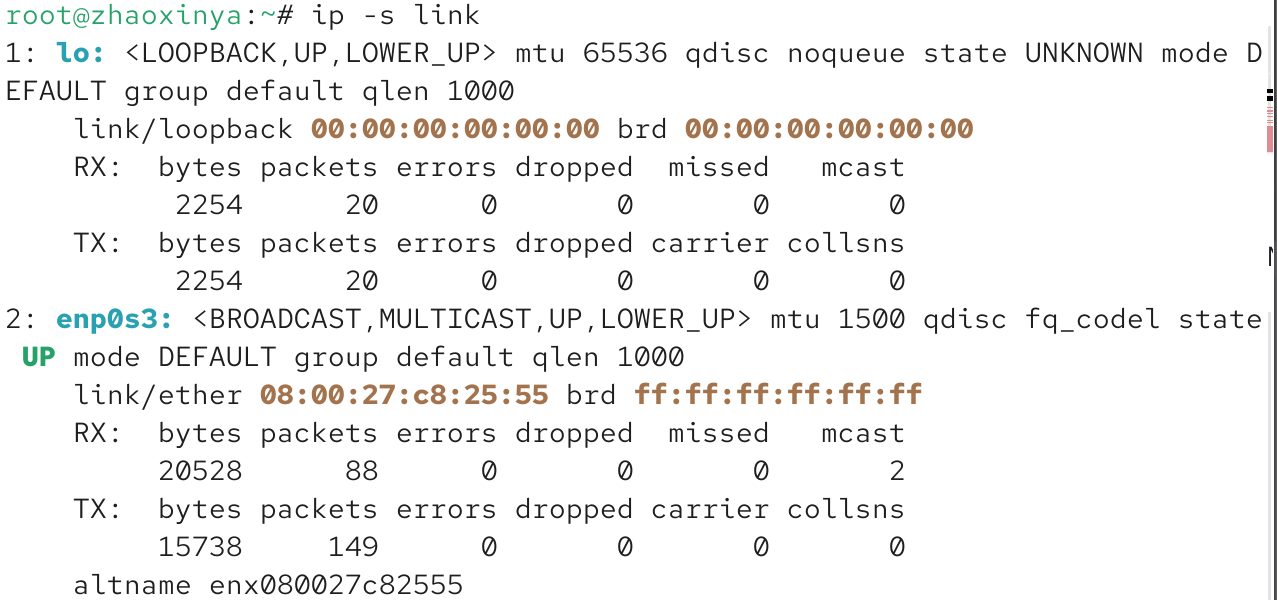 root@zhaoxinya:~# ip -s link
1: lo: <LOOPBACK,UP,LOWER_UP> mtu 65536 qdisc noqueue state UNKNOWN mode D
EFAULT group default qlen 1000
    link/loopback 00:00:00:00:00:00 brd 00:00:00:00:00:00
    RX:  bytes packets errors dropped  missed   mcast
          2254      20      0       0       0       0
    TX:  bytes packets errors dropped carrier collsns
          2254      20      0       0       0       0
2: enp0s3: <BROADCAST,MULTICAST,UP,LOWER_UP> mtu 1500 qdisc fq_codel state
 UP mode DEFAULT group default qlen 1000
    link/ether 08:00:27:c8:25:55 brd ff:ff:ff:ff:ff:ff
    RX:  bytes packets errors dropped  missed   mcast
         20528      88      0       0       0       2
    TX:  bytes packets errors dropped carrier collsns
         15738     149      0       0       0       0
    altname enx080027c82555